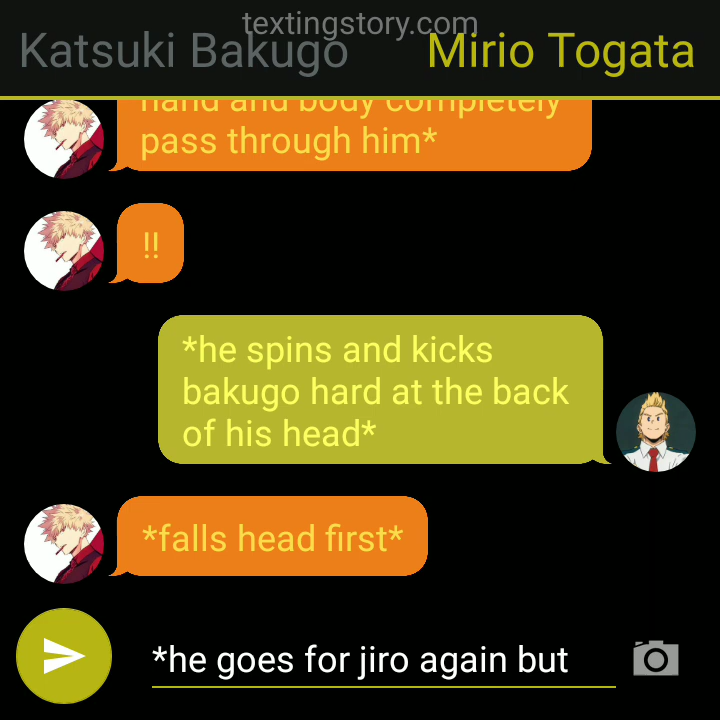 textingstory.com
Katsuki Bakugo
Mirio Togata
hand and body completely
pass through him*
!!
*he spins and kicks
bakugo hard at the back
of his head*
*falls head first*
*he goes for jiro again but